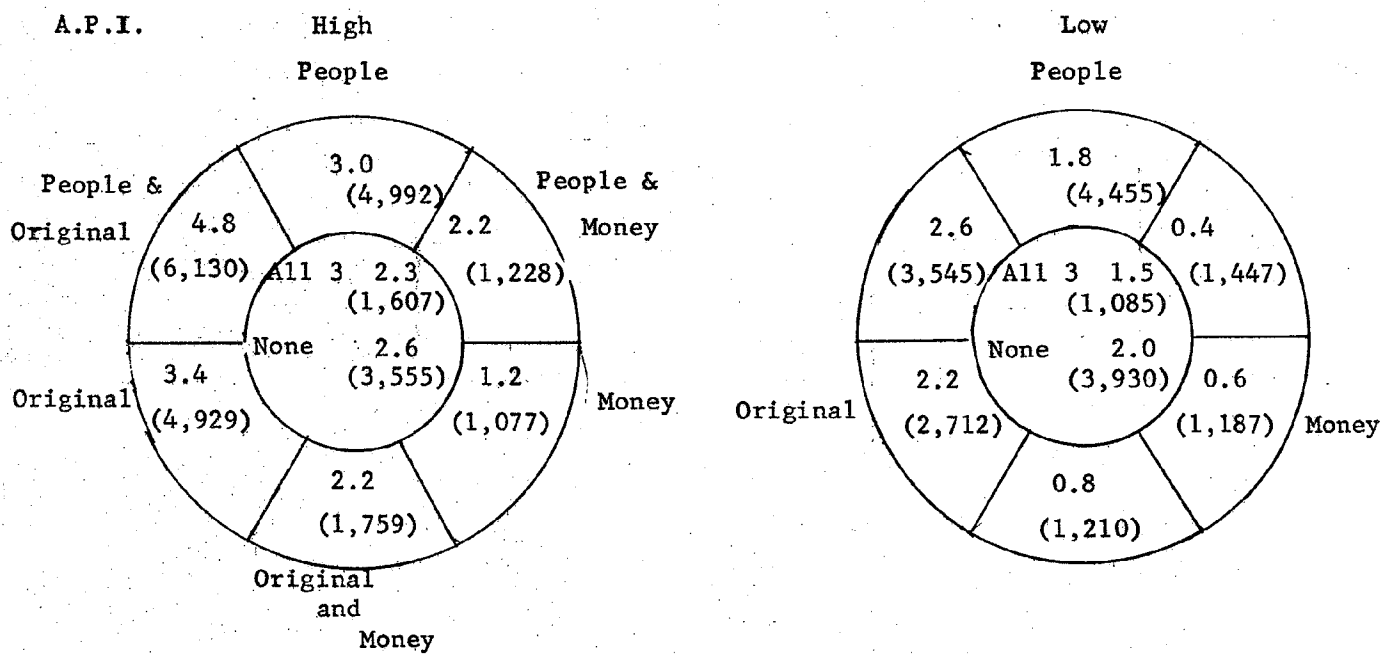 A.P.I. High Low
People People
3.0 1.8
People & (4,992) People & (4,455)
Original 4.8 2.2 Money 2.6 0.4
(6,130) All 3 2.3 (1,228) (3,545) All 3 1.5 (1,447)
(1,607) (1,085)
None 2.6 None 2.0
3.4 (3,555) 1.2 2.2 (3,930) 0.6
Original (4,929) (1,077) Money Original (2,712) (1,187) Money
2.2 0.8
(1,759) (1,210)
Original
and
Money